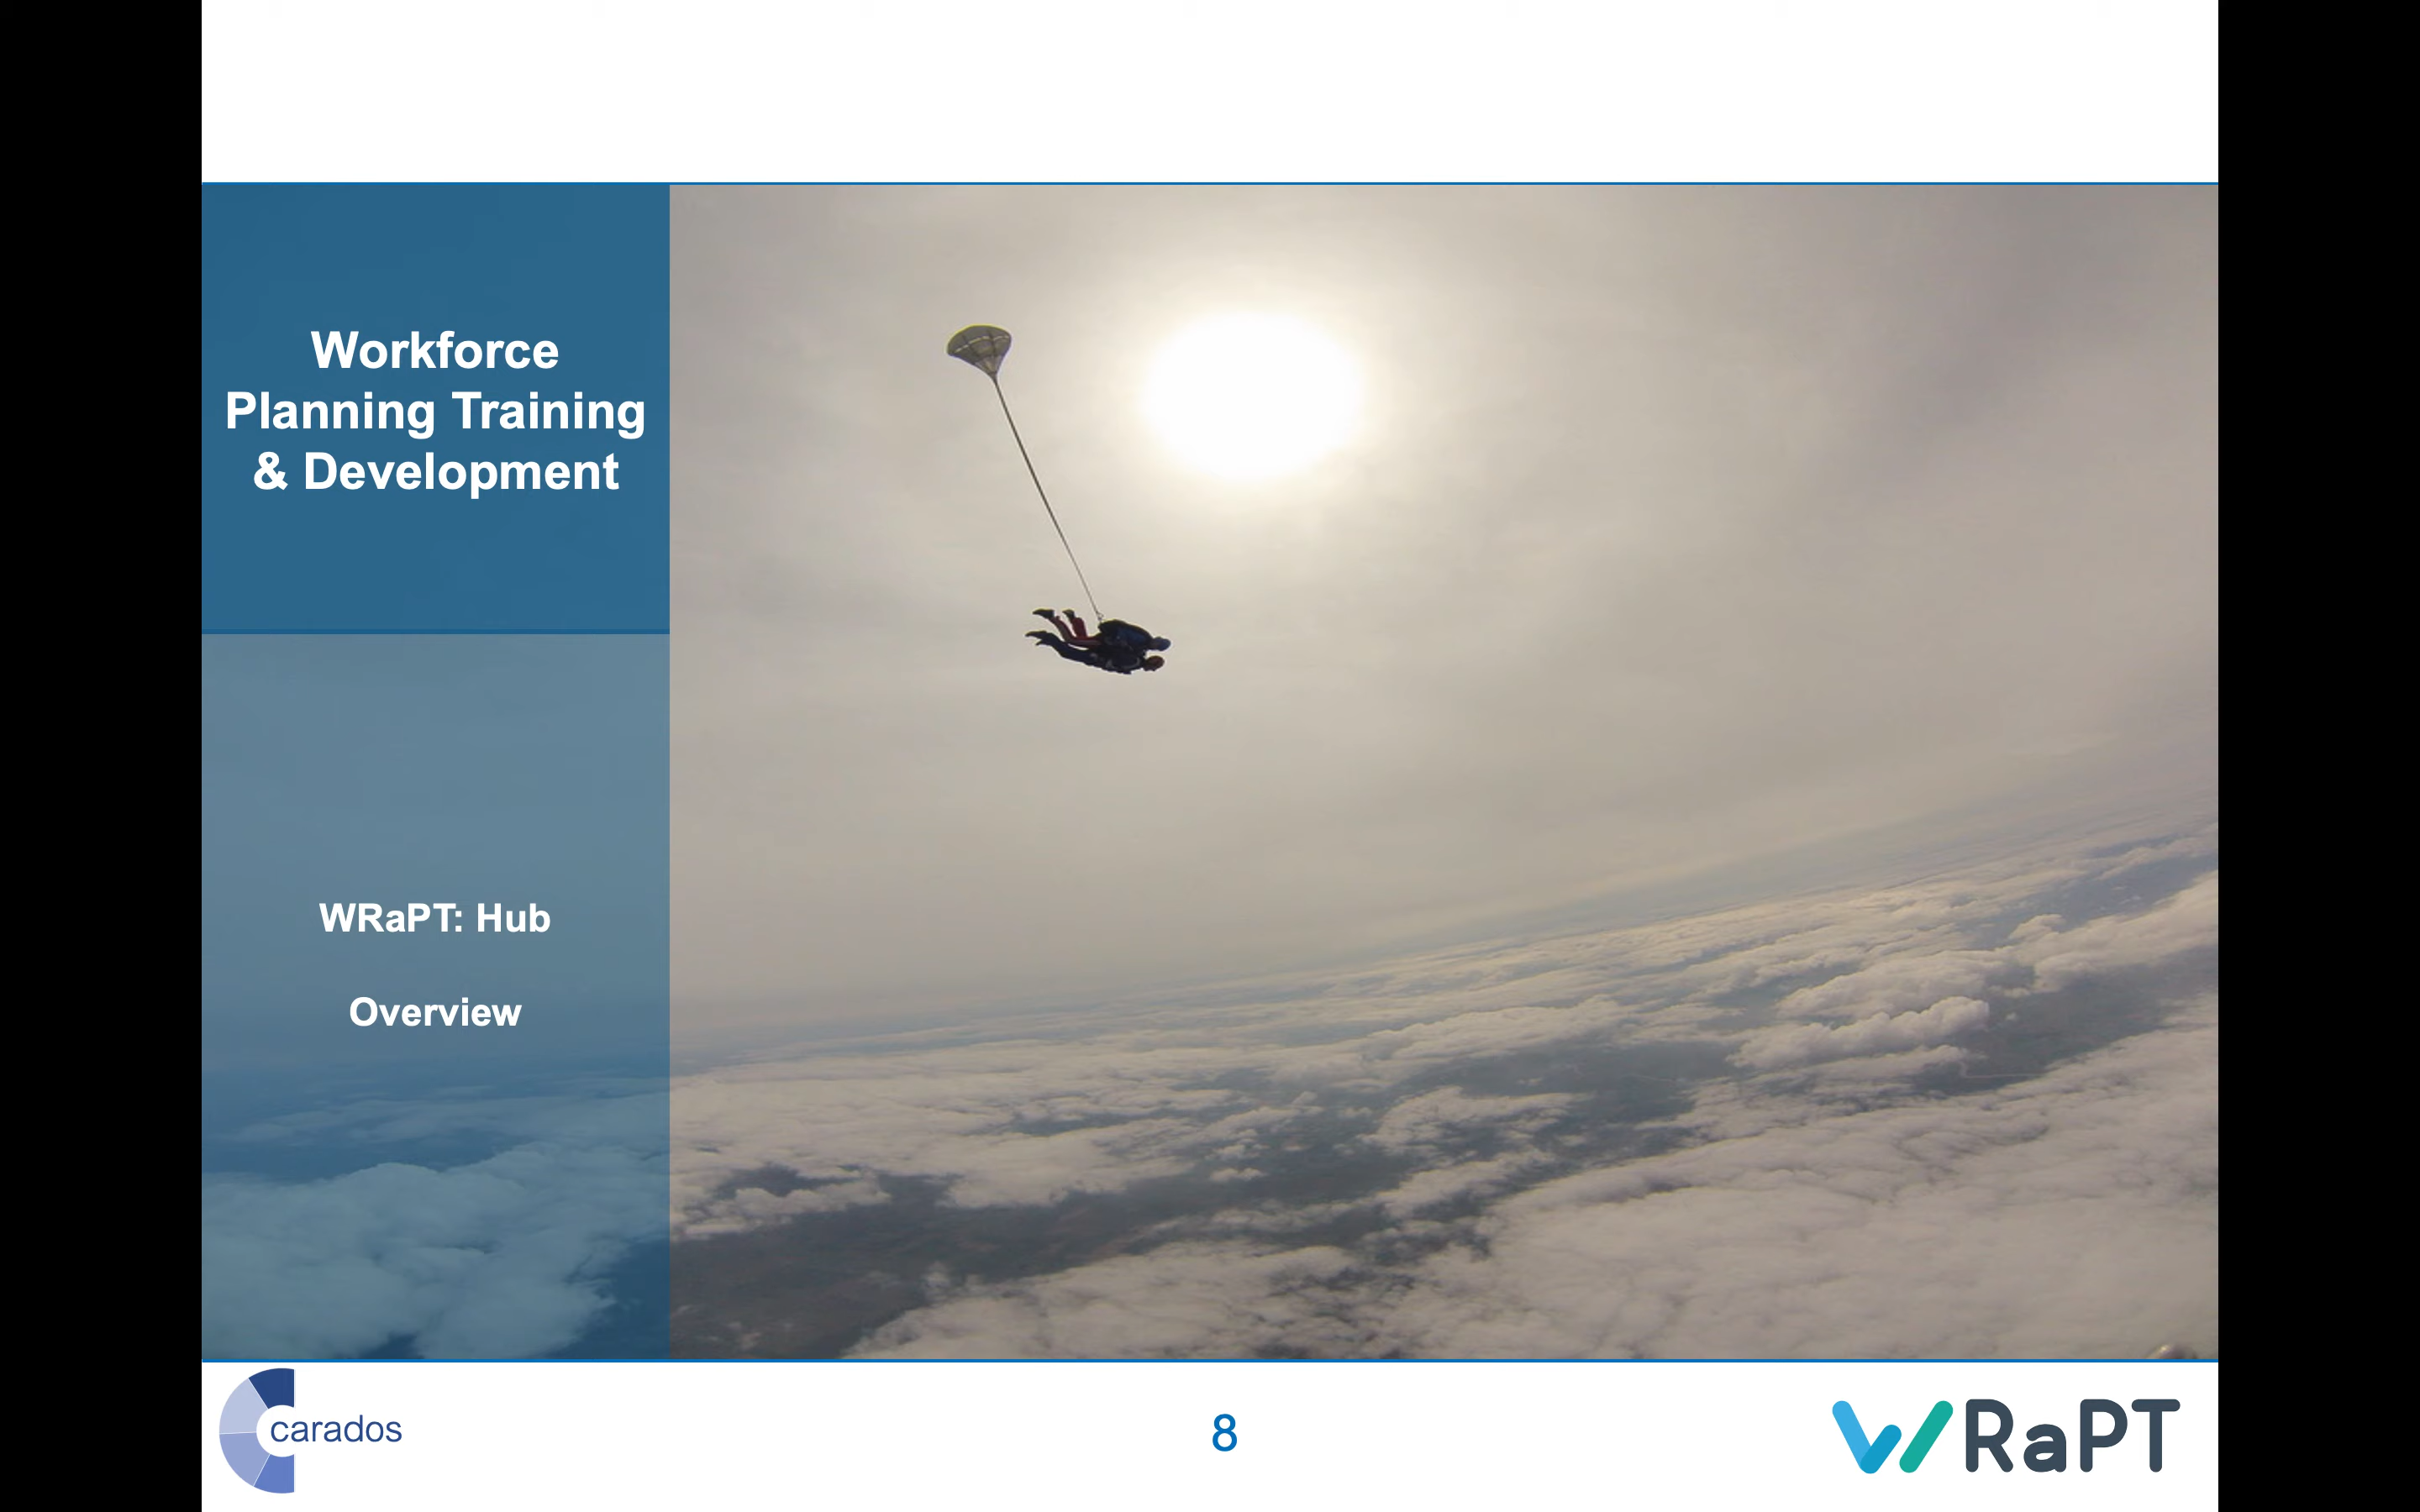 Workforce
Planning Training
& Development
WRaPT: Hub
Overview
carados
8
WRaPT